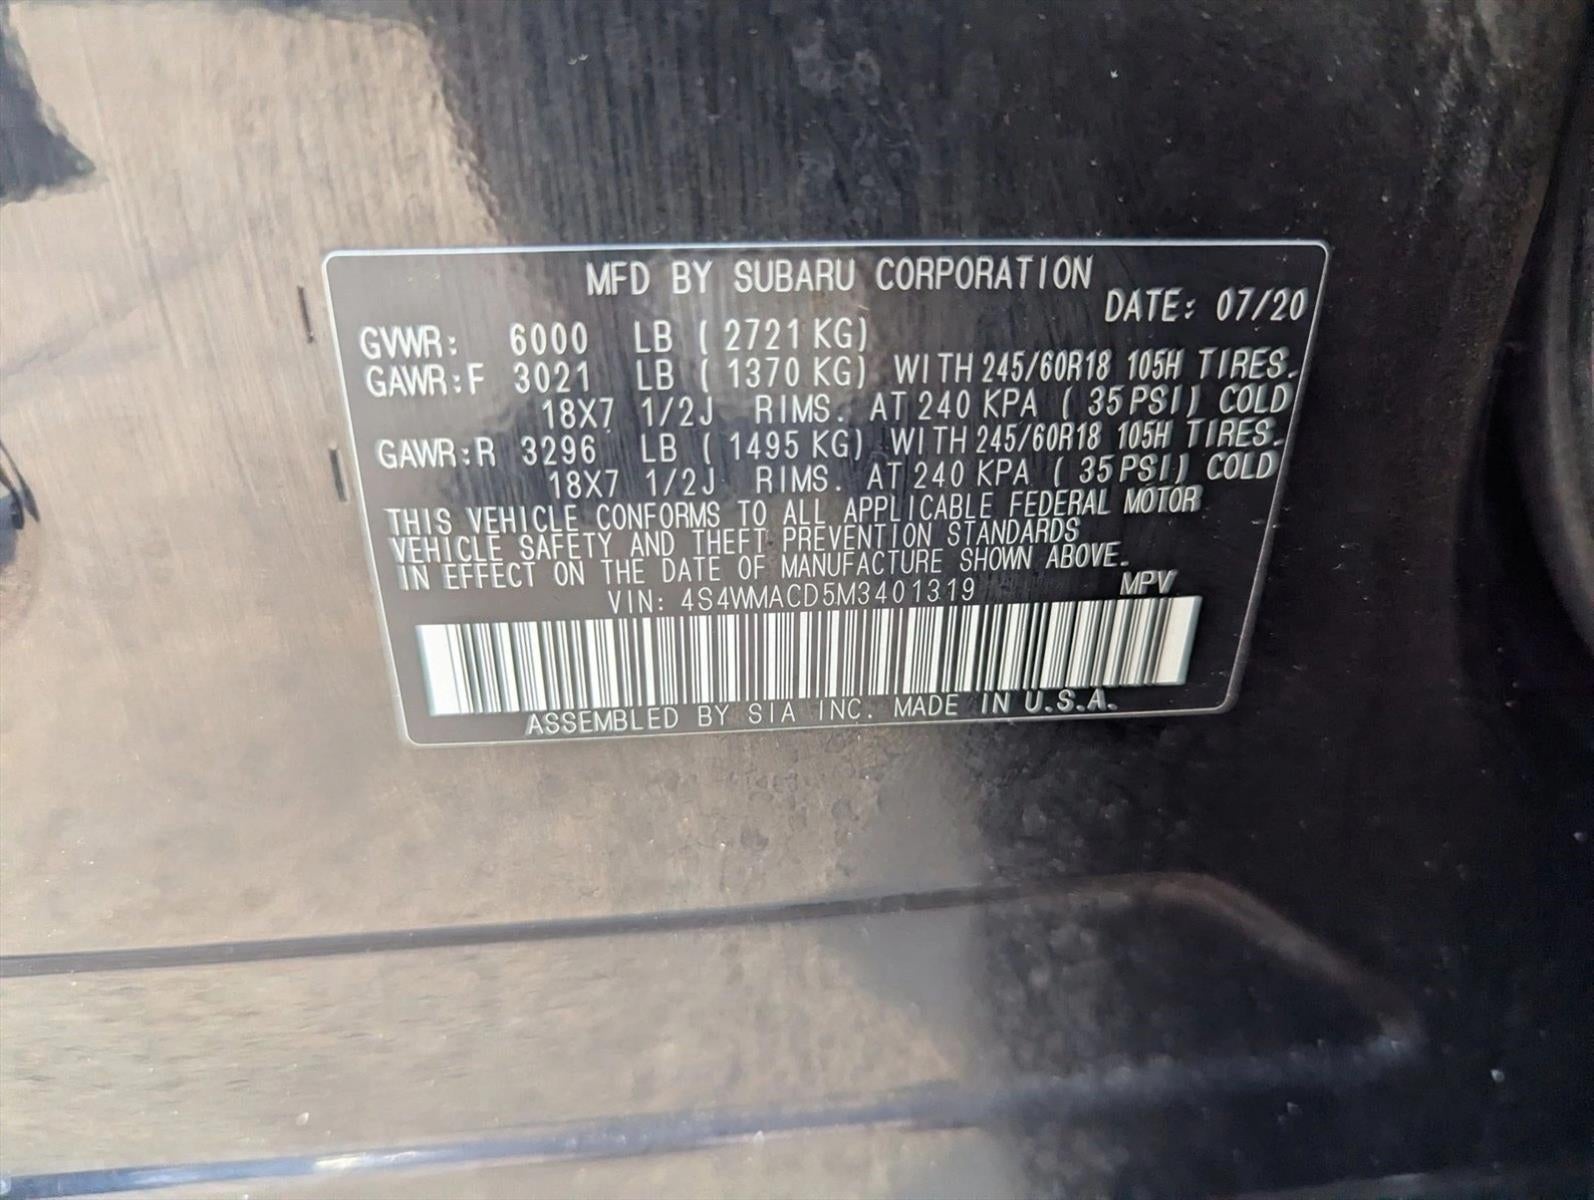 MFD BY SUBARU CORPORATION
DATE: 07/20
GVWR: 6000 LB (2721 KG)
GAWR:F 3021 LB (1370 KG) WITH 245/60R18 105H TIRES.
18X7 1/2J RIMS. AT 240 KPA (35 PSI) COLD
GAWR:R 3296 LB (1495 KG) WITH 245/60R18 105H TIRES.
18X7 1/2J RIMS. AT 240 KPA (35 PSI) COLD
THIS VEHICLE CONFORMS TO ALL APPLICABLE FEDERAL MOTOR
VEHICLE SAFETY AND THEFT PREVENTION STANDARDS
IN EFFECT ON THE DATE OF MANUFACTURE SHOWN ABOVE.
VIN: 4S4WMACD5M3401319 MPV
ASSEMBLED BY SIA INC. MADE IN U.S.A.